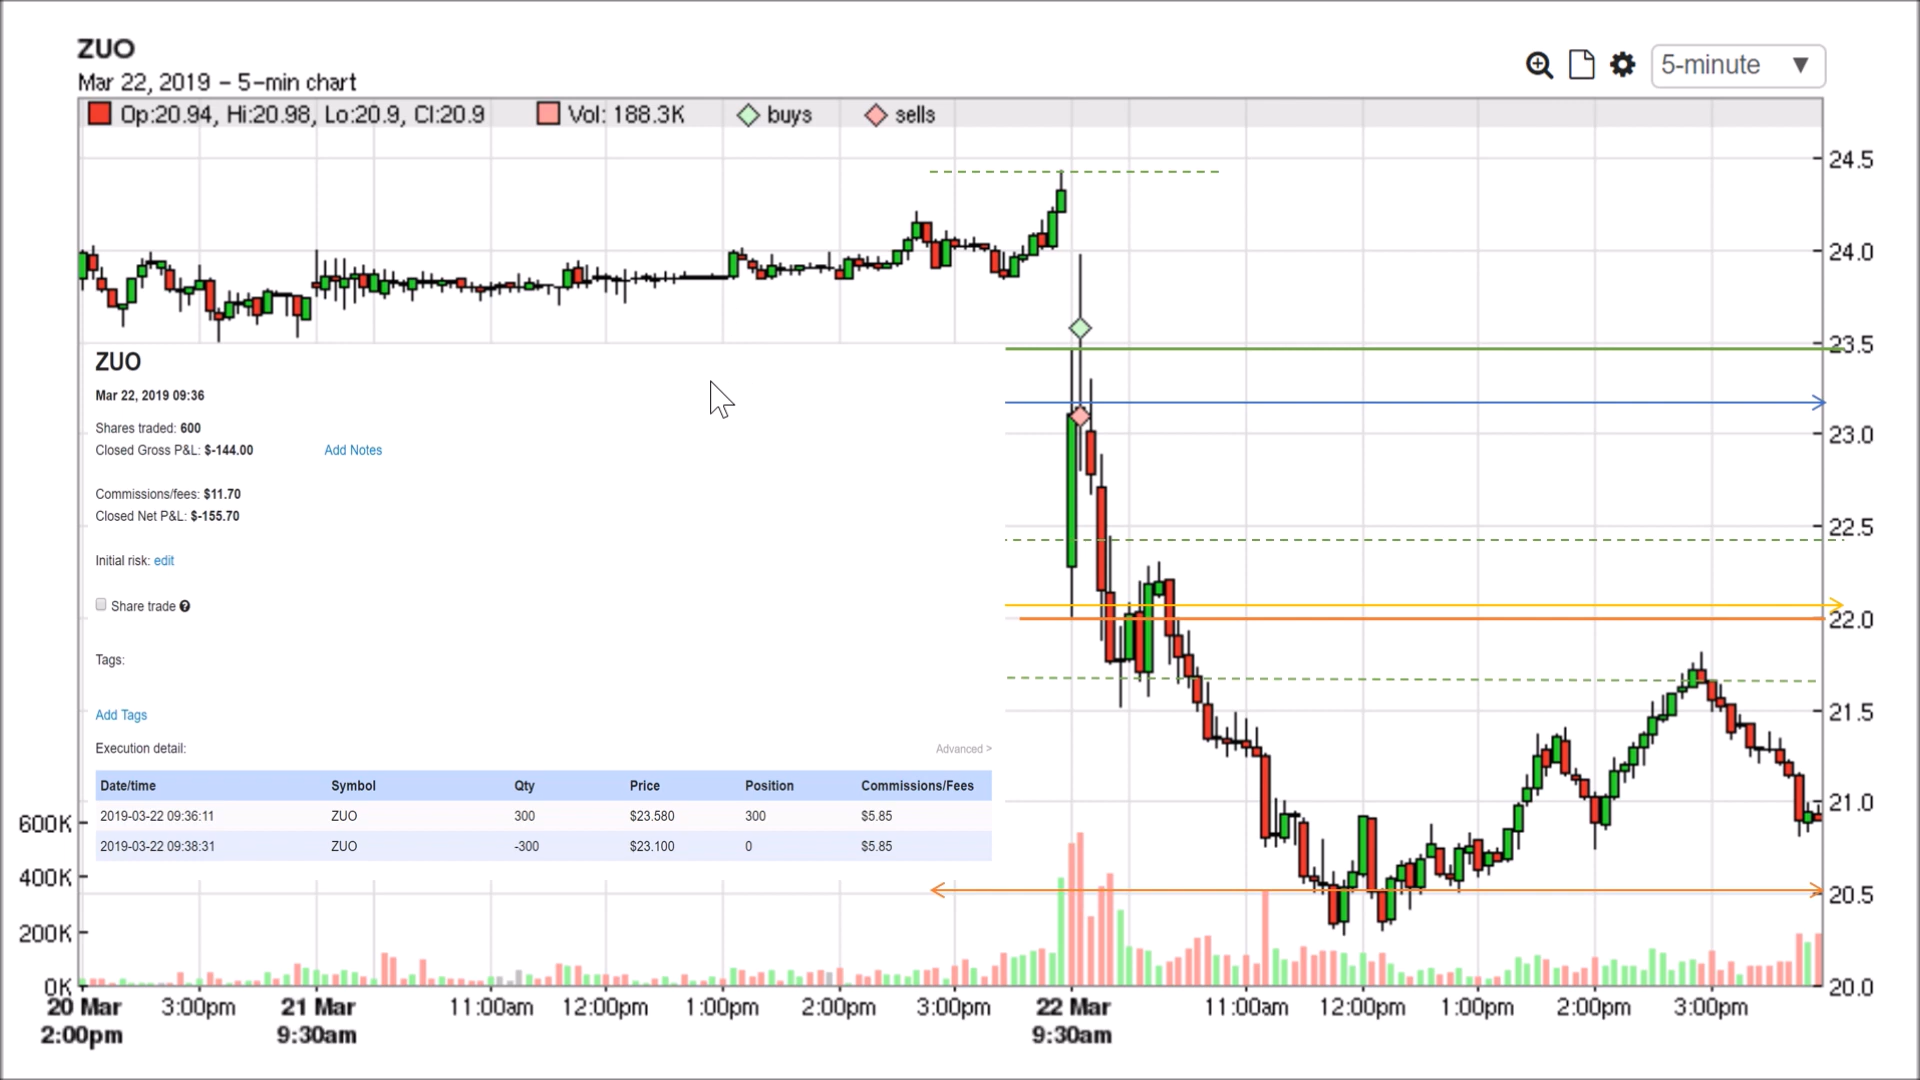 ZUO
Mar 22, 2019 – 5-min chart
5-minute ▼
Op:20.94, Hi:20.98, Lo:20.9, Cl:20.9 Vol: 188.3K buys sells
24.5
24.0
23.5
23.0
22.5
22.0
21.5
21.0
20.5
20.0
ZUO
Mar 22, 2019 09:36
Shares traded: 600
Closed Gross P&L: $-144.00 Add Notes
Commissions/fees: $11.70
Closed Net P&L: $-155.70
Initial risk: edit
Share trade ?
Tags:
Add Tags
Execution detail: Advanced >
Date/time Symbol Qty Price Position Commissions/Fees
2019-03-22 09:36:11 ZUO 300 $23.580 300 $5.85
2019-03-22 09:38:31 ZUO -300 $23.100 0 $5.85
600K
400K
200K
0K
20 Mar 3:00pm 21 Mar 11:00am 12:00pm 1:00pm 2:00pm 3:00pm 22 Mar 11:00am 12:00pm 1:00pm 2:00pm 3:00pm
2:00pm 9:30am 9:30am